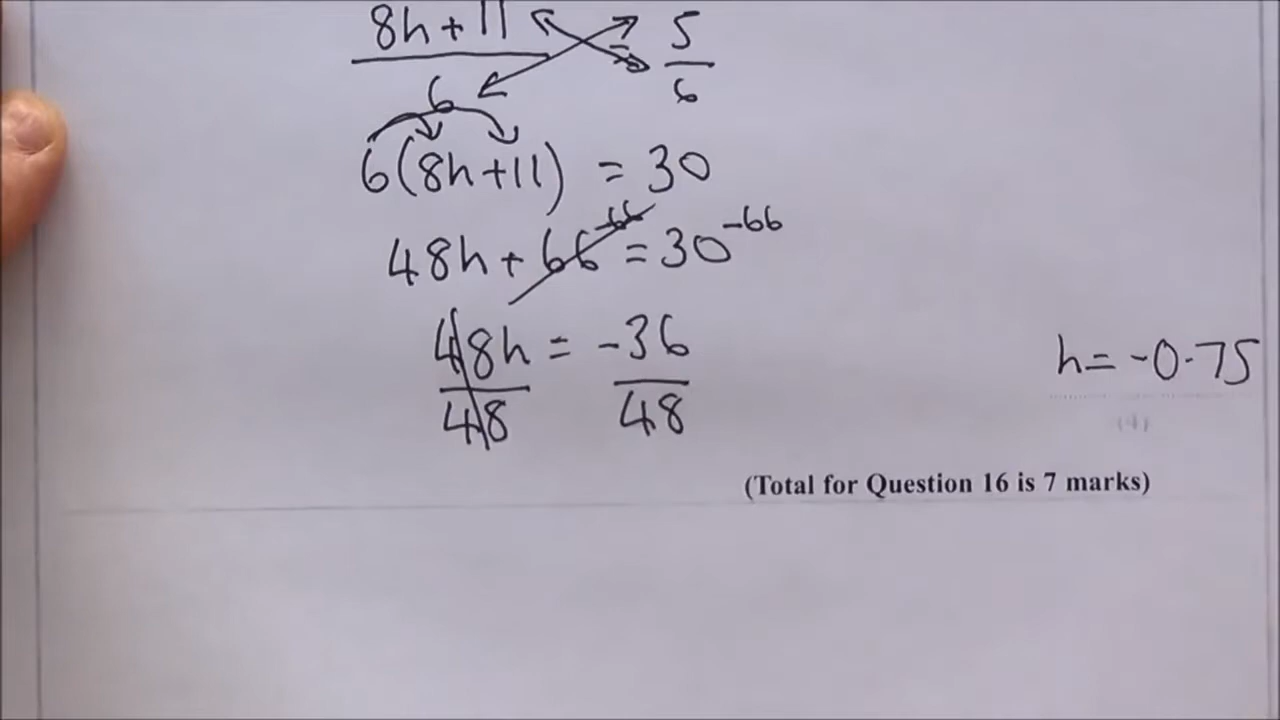 8h+11 = 5
6 6
6(8h+11) = 30
48h+66-66=30-66
48h = -36
48 48
h=-0.75
(4)
(Total for Question 16 is 7 marks)